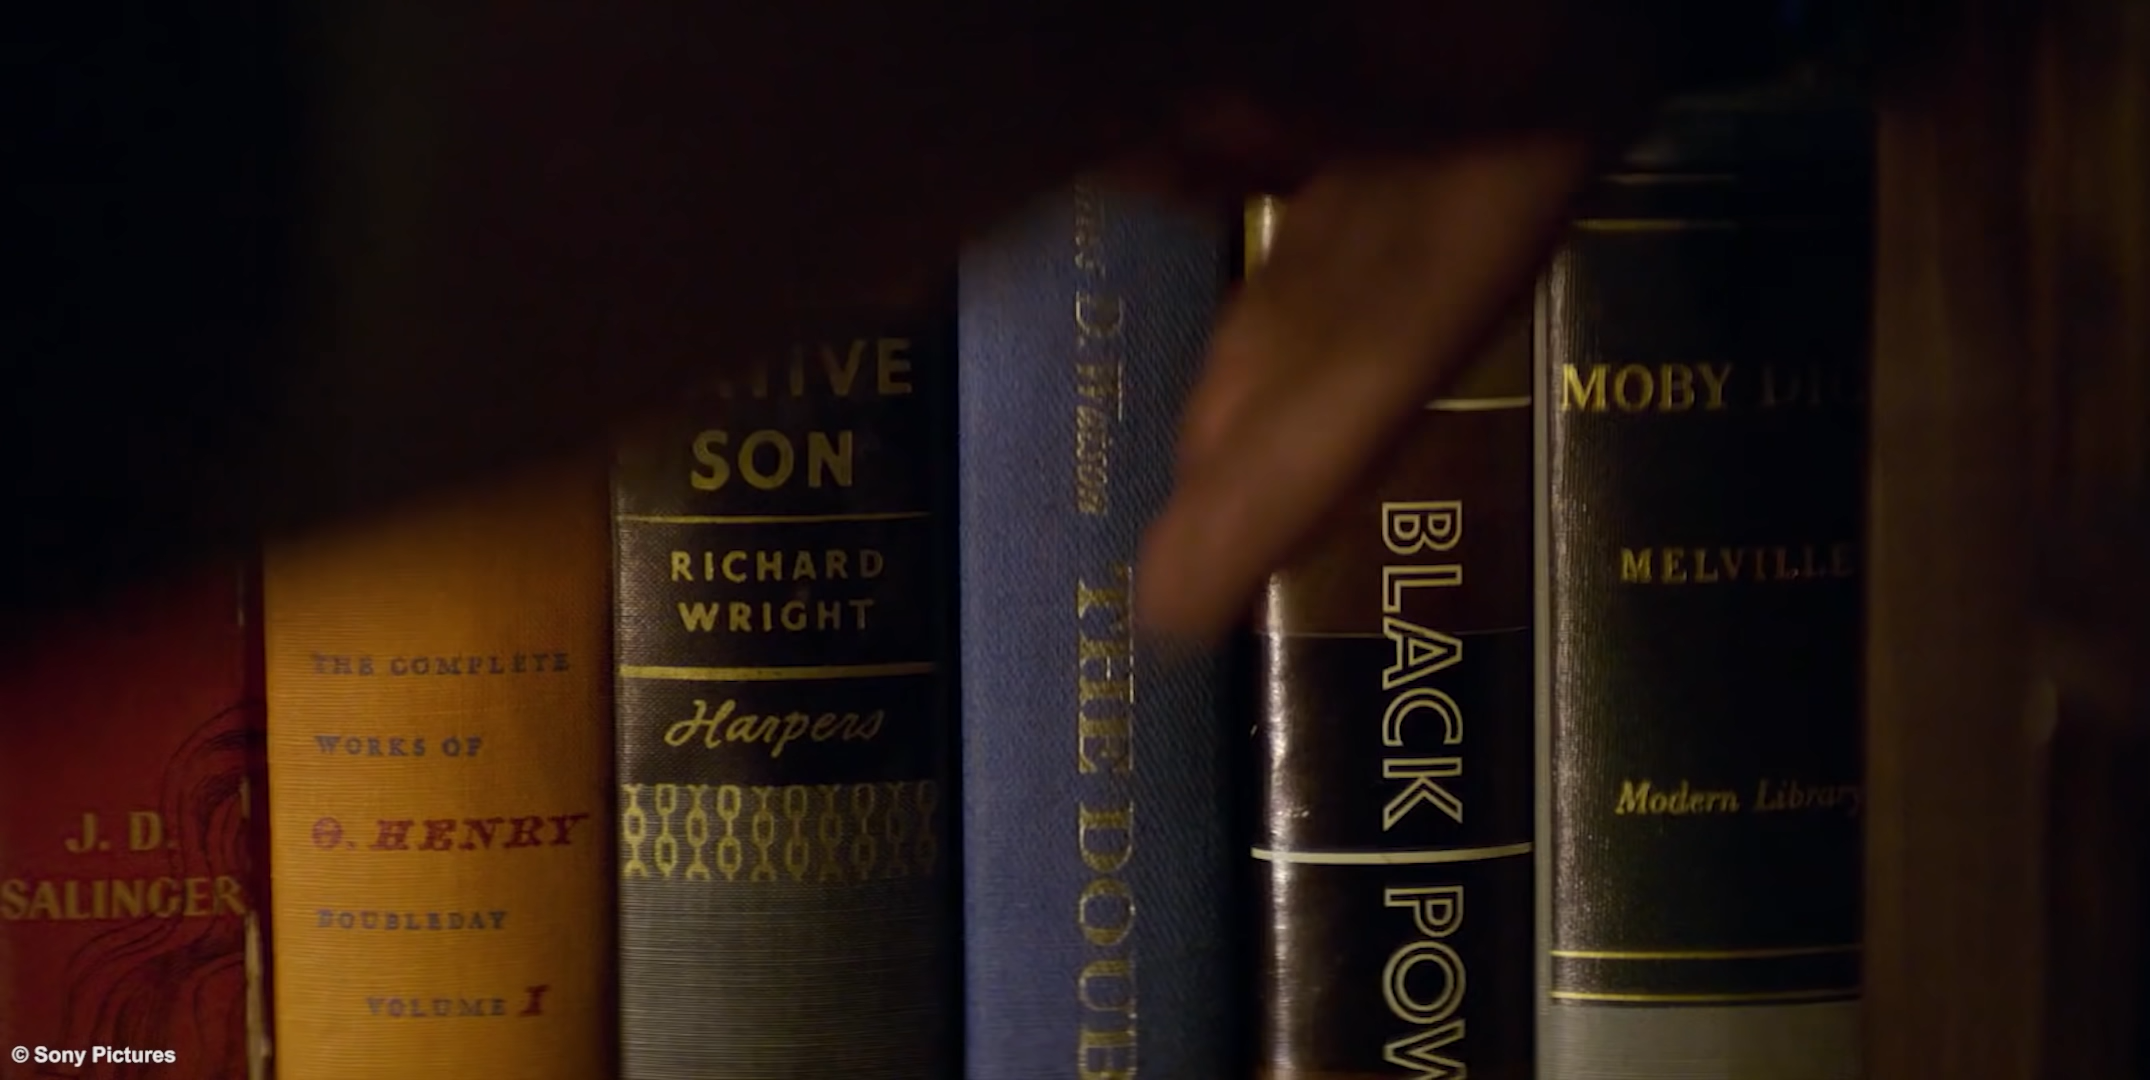 J. D.
SALINGER
THE COMPLETE
WORKS OF
O. HENRY
DOUBLEDAY
VOLUME I
SON
RICHARD
WRIGHT
Harpers
D. Watson THE DOUB
BLACK POW
MOBY
MELVILLE
Modern Library
© Sony Pictures